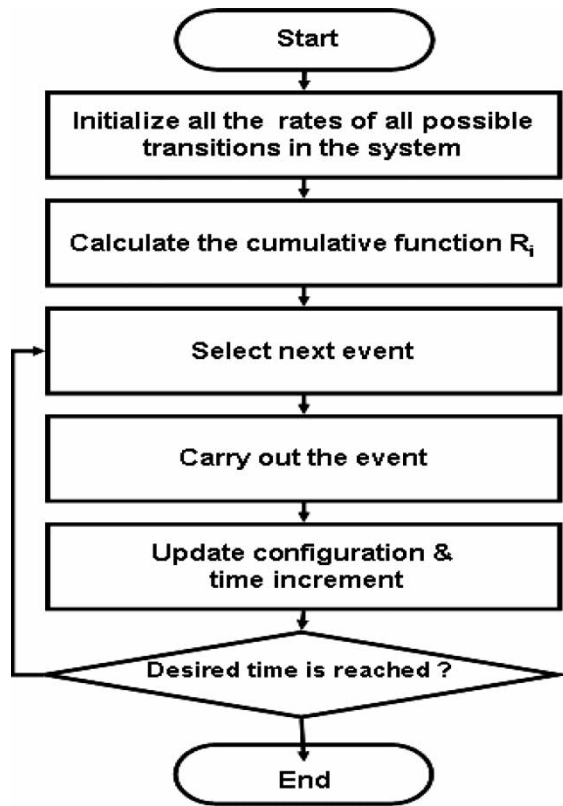 Start
Initialize all the rates of all possible
transitions in the system
Calculate the cumulative function Rᵢ
Select next event
Carry out the event
Update configuration &
time increment
Desired time is reached ?
End